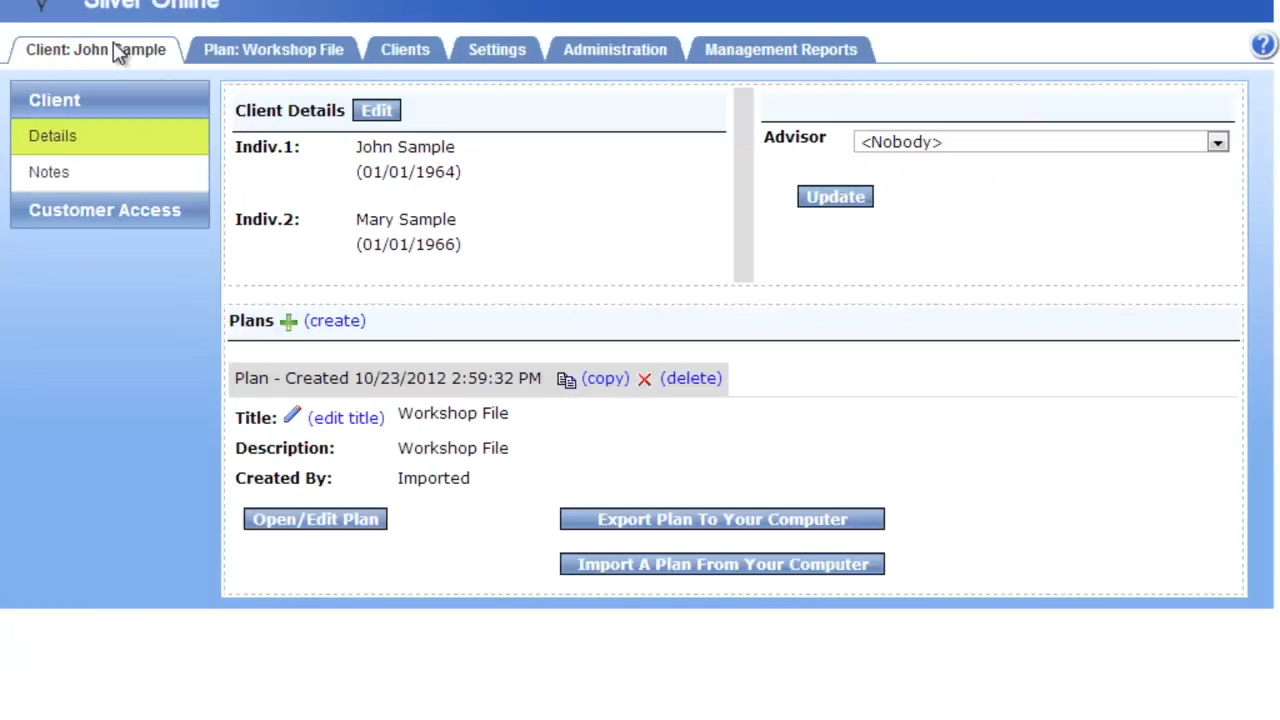 Silver Online
Client: John Sample
Plan: Workshop File
Clients
Settings
Administration
Management Reports
?
Client
Details
Notes
Customer Access
Client Details Edit
Indiv.1: John Sample
(01/01/1964)
Indiv.2: Mary Sample
(01/01/1966)
Advisor <Nobody>
Update
Plans (create)
Plan - Created 10/23/2012 2:59:32 PM (copy) (delete)
Title: (edit title) Workshop File
Description: Workshop File
Created By: Imported
Open/Edit Plan
Export Plan To Your Computer
Import A Plan From Your Computer